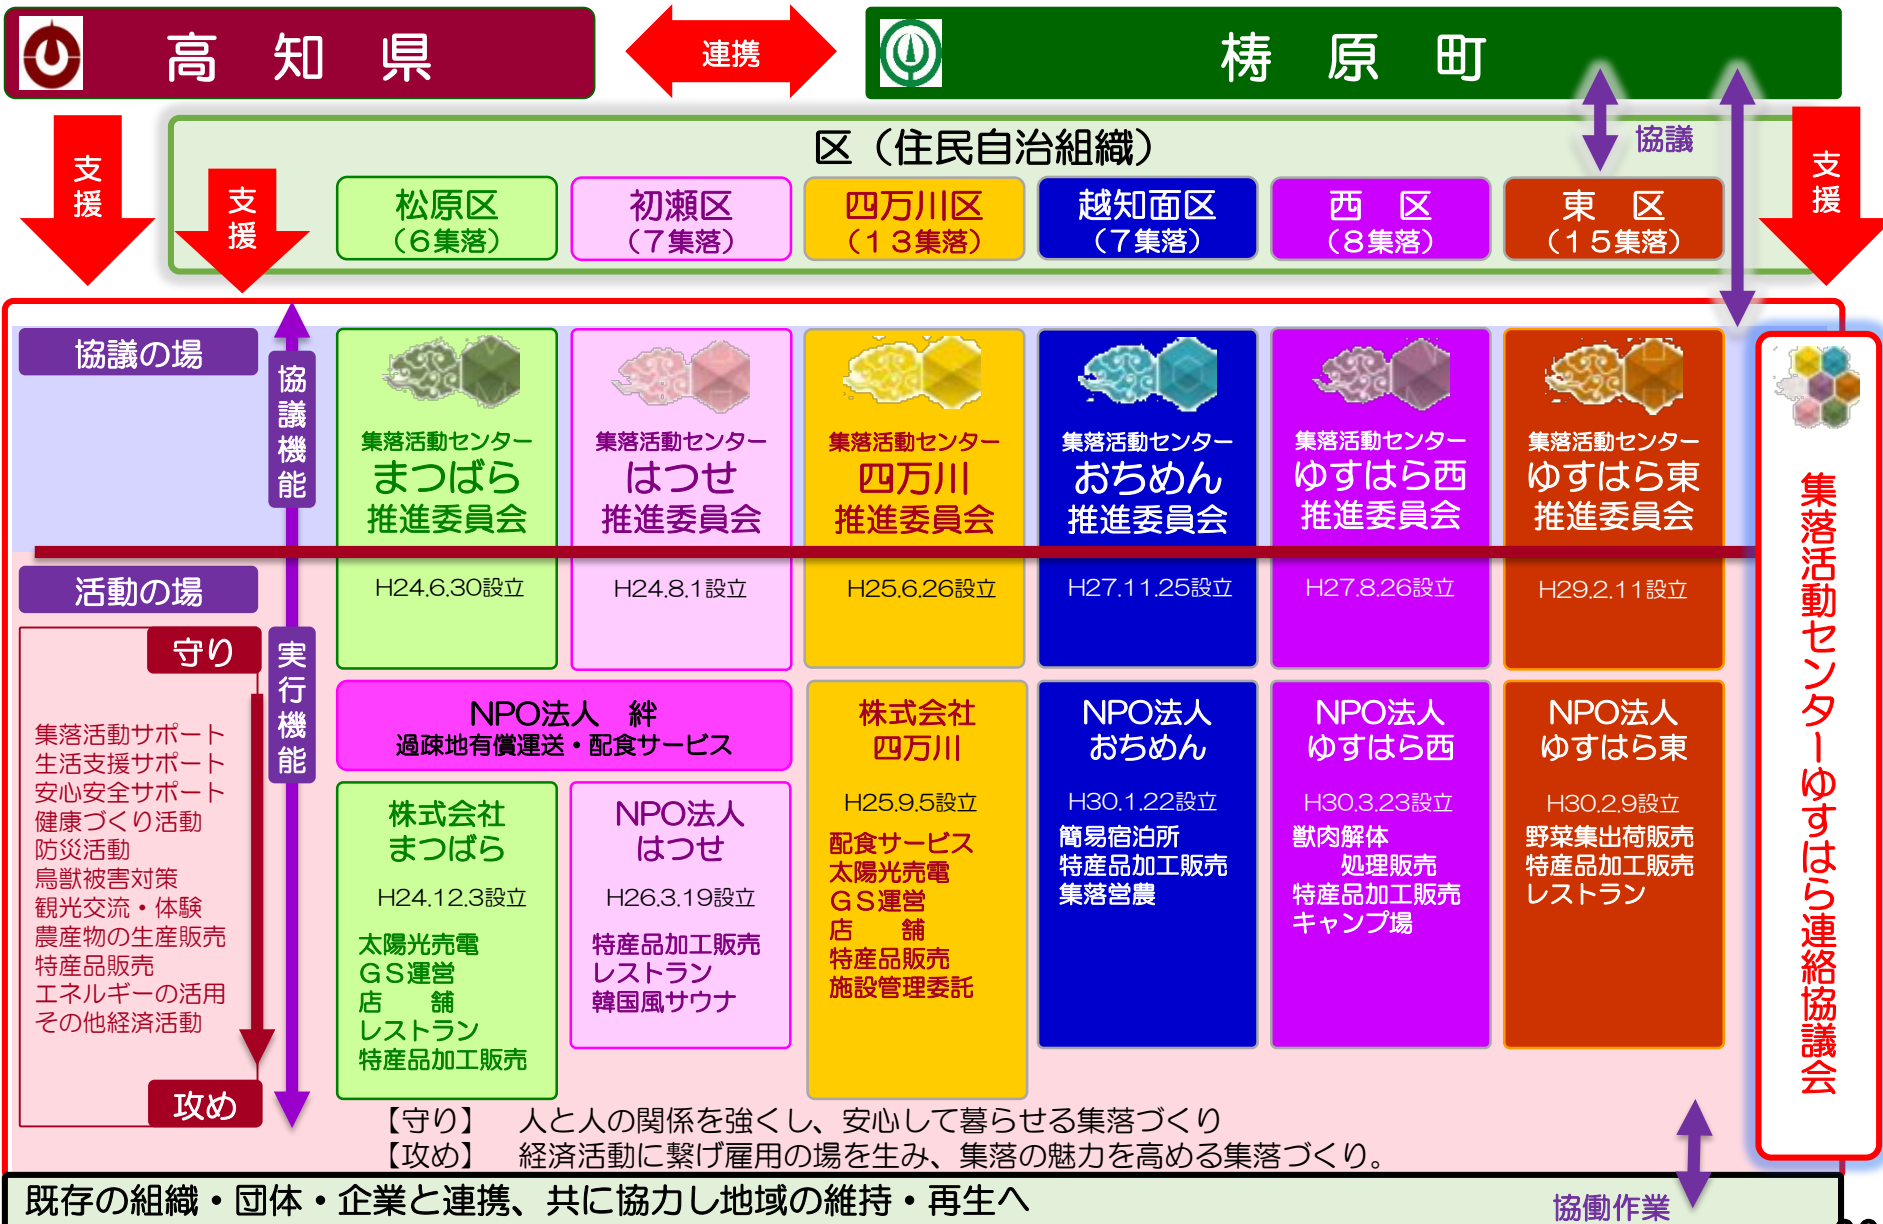 高知県
連携
梼原町
支援
支援
区（住民自治組織）
協議
支援
松原区
（６集落）
初瀬区
（７集落）
四万川区
（１３集落）
越知面区
（７集落）
西　区
（８集落）
東　区
（１５集落）
協議の場
協議機能
集落活動センター
まつばら
推進委員会
H24.6.30設立
集落活動センター
はつせ
推進委員会
H24.8.1設立
集落活動センター
四万川
推進委員会
H25.6.26設立
集落活動センター
おちめん
推進委員会
H27.11.25設立
集落活動センター
ゆすはら西
推進委員会
H27.8.26設立
集落活動センター
ゆすはら東
推進委員会
H29.2.11設立
集落活動センターゆすはら連絡協議会
活動の場
守り
実行機能
集落活動サポート
生活支援サポート
安心安全サポート
健康づくり活動
防災活動
鳥獣被害対策
観光交流・体験
農産物の生産販売
特産品販売
エネルギーの活用
その他経済活動
攻め
NPO法人　絆
過疎地有償運送・配食サービス
株式会社
まつばら
H24.12.3設立
太陽光売電
ＧＳ運営
店　　舗
レストラン
特産品加工販売
NPO法人
はつせ
H26.3.19設立
特産品加工販売
レストラン
韓国風サウナ
株式会社
四万川
H25.9.5設立
配食サービス
太陽光売電
ＧＳ運営
店　　舗
特産品販売
施設管理委託
NPO法人
おちめん
H30.1.22設立
簡易宿泊所
特産品加工販売
集落営農
NPO法人
ゆすはら西
H30.3.23設立
獣肉解体
処理販売
特産品加工販売
キャンプ場
NPO法人
ゆすはら東
H30.2.9設立
野菜集出荷販売
特産品加工販売
レストラン
【守り】　人と人の関係を強くし、安心して暮らせる集落づくり
【攻め】　経済活動に繋げ雇用の場を生み、集落の魅力を高める集落づくり。
既存の組織・団体・企業と連携、共に協力し地域の維持・再生へ
協働作業